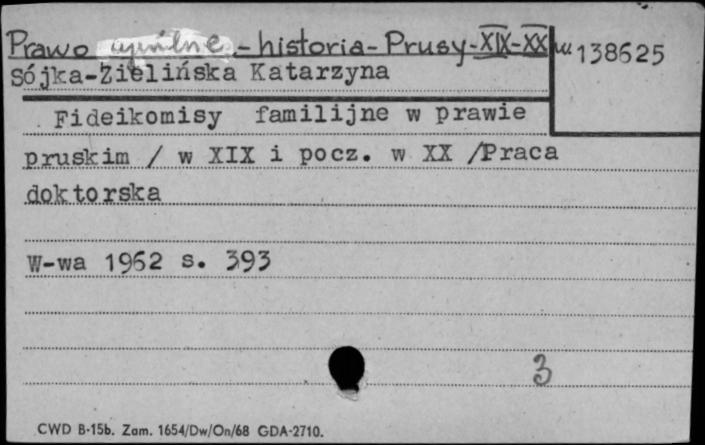 Prawo cywilne - historia - Prusy - XIX-XX w
138625
Sójka-Zielińska Katarzyna
Fideikomisy familijne w prawie
pruskim / w XIX i pocz. w XX /Praca
doktorska
W-wa 1962 s. 393
3
CWD B-15b. Zam. 1654/Dw/On/68 GDA-2710.